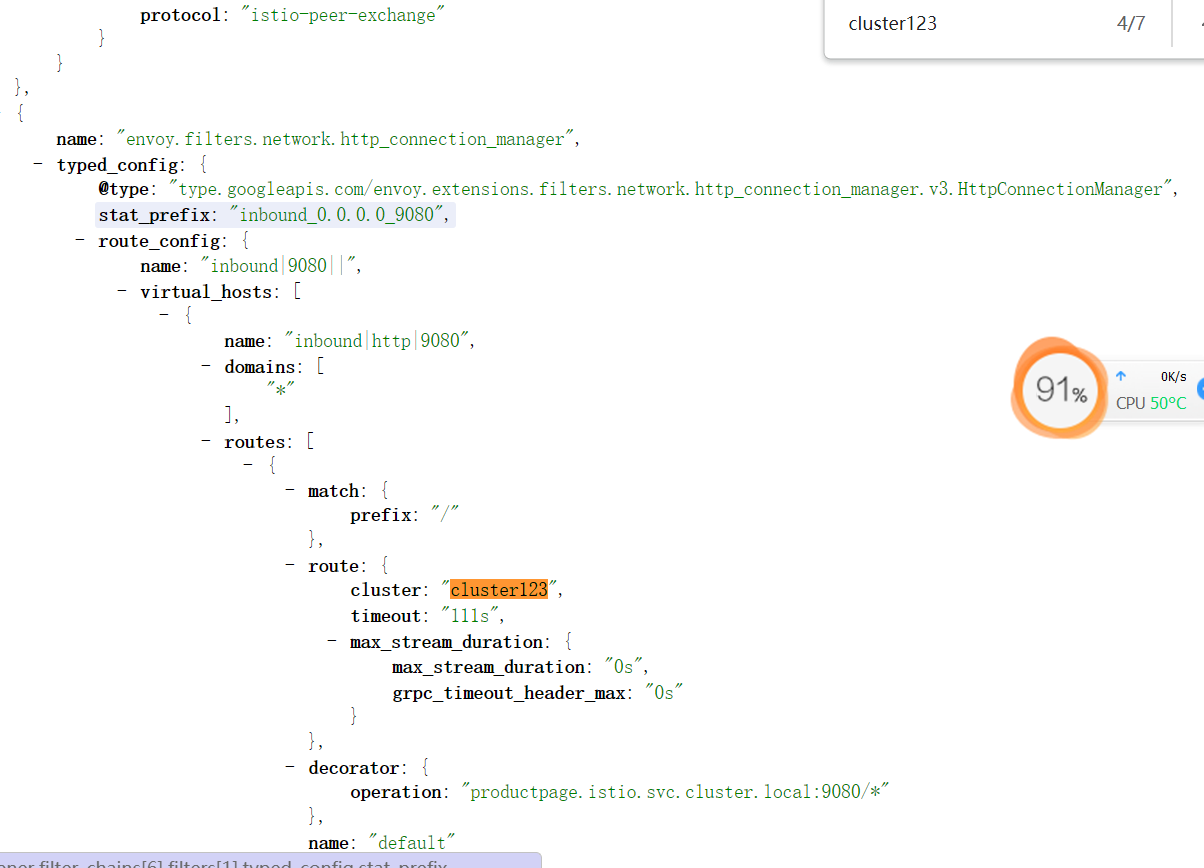 protocol: "istio-peer-exchange"
}
}
},
{
name: "envoy.filters.network.http_connection_manager",
- typed_config: {
@type: "type.googleapis.com/envoy.extensions.filters.network.http_connection_manager.v3.HttpConnectionManager",
stat_prefix: "inbound_0.0.0.0_9080",
- route_config: {
name: "inbound|9080||",
- virtual_hosts: [
- {
name: "inbound|http|9080",
- domains: [
"*"
],
- routes: [
- {
- match: {
prefix: "/"
},
- route: {
cluster: "cluster123",
timeout: "111s",
- max_stream_duration: {
max_stream_duration: "0s",
grpc_timeout_header_max: "0s"
}
},
- decorator: {
operation: "productpage.istio.svc.cluster.local:9080/*"
},
name: "default"
cluster123 4/7
91%
0K/s
CPU 50°C
filter_chains[6].filters[1].typed_config.stat_prefix